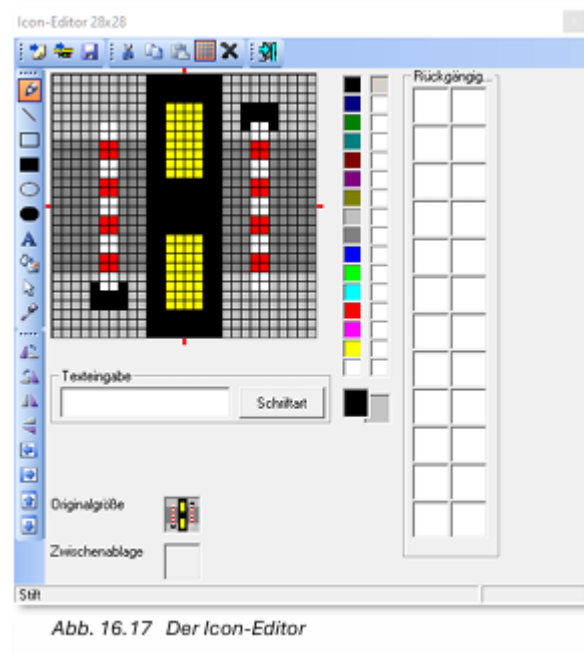 Icon-Editor 28x28
Rückgängig...
A
Texteingabe
Schriftart
Originalgröße
Zwischenablage
Stift
Abb. 16.17 Der Icon-Editor